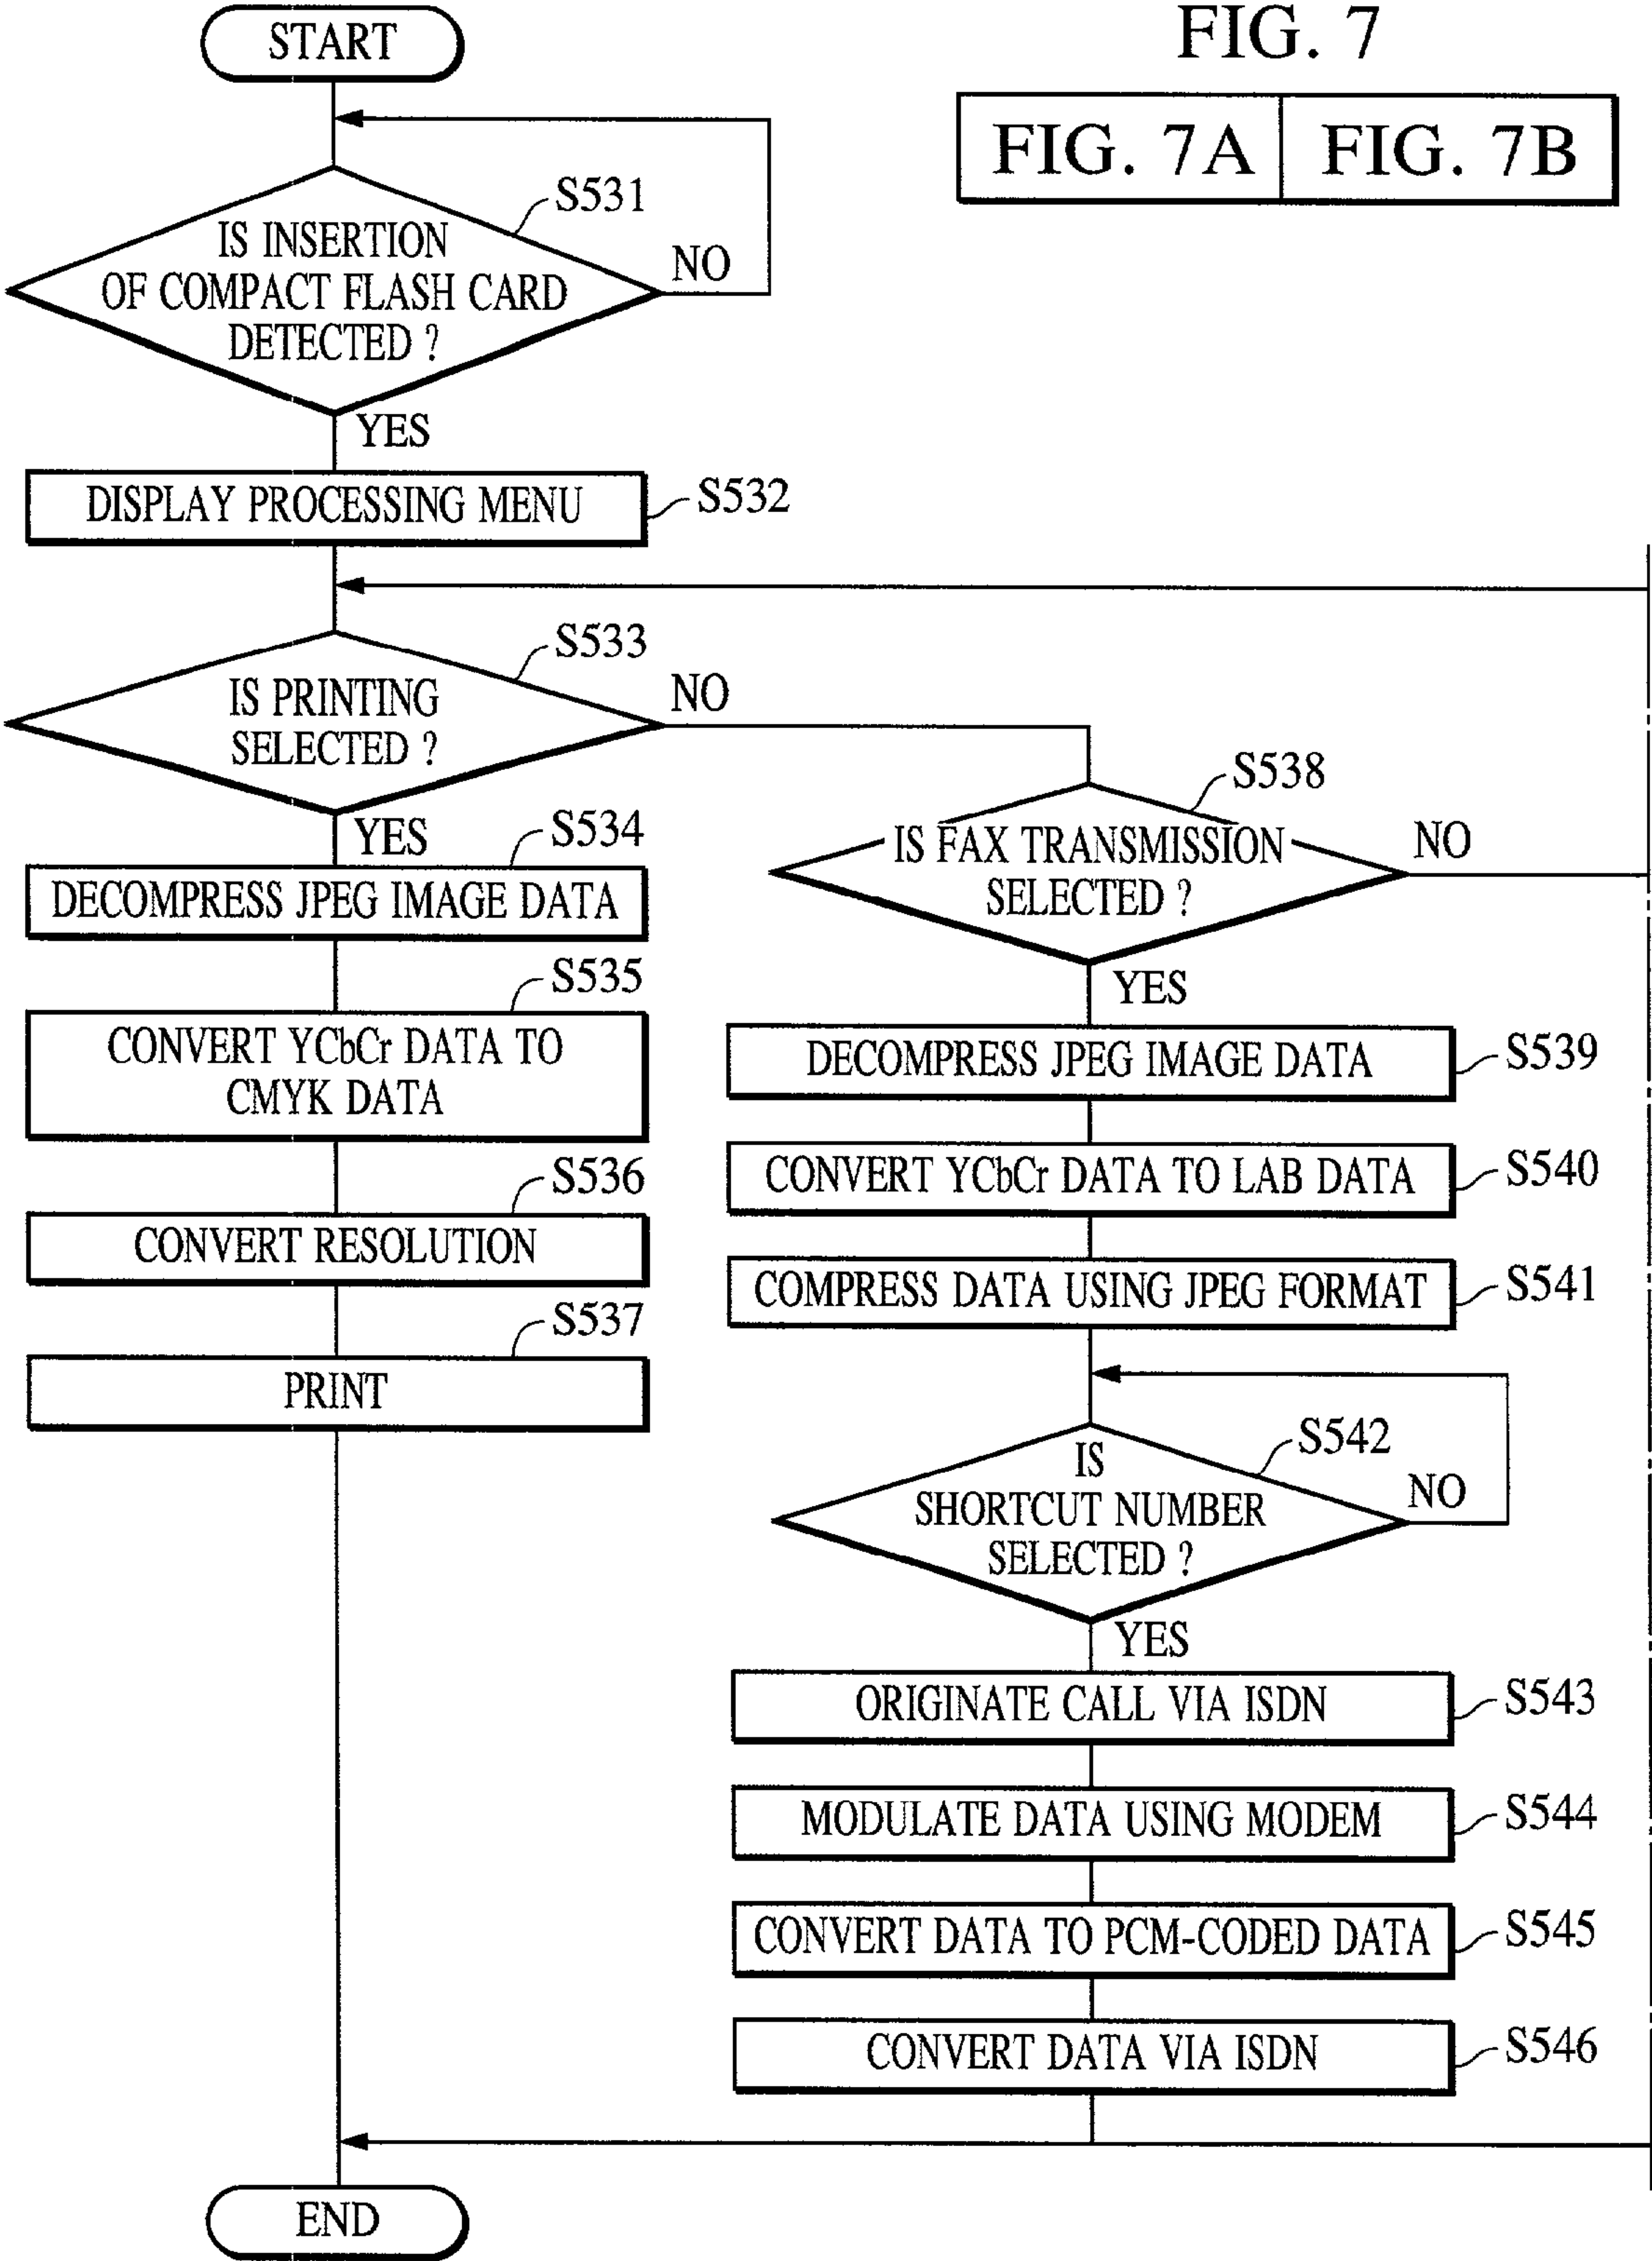 FIG. 7
FIG. 7A FIG. 7B
START
S531
IS INSERTION
OF COMPACT FLASH CARD
DETECTED ?
NO
YES
DISPLAY PROCESSING MENU
S532
S533
IS PRINTING
SELECTED ?
NO
YES
S534
DECOMPRESS JPEG IMAGE DATA
S535
CONVERT YCbCr DATA TO
CMYK DATA
S536
CONVERT RESOLUTION
S537
PRINT
S538
IS FAX TRANSMISSION
SELECTED ?
NO
YES
DECOMPRESS JPEG IMAGE DATA
S539
CONVERT YCbCr DATA TO LAB DATA
S540
COMPRESS DATA USING JPEG FORMAT
S541
S542
IS
SHORTCUT NUMBER
SELECTED ?
NO
YES
ORIGINATE CALL VIA ISDN
S543
MODULATE DATA USING MODEM
S544
CONVERT DATA TO PCM-CODED DATA
S545
CONVERT DATA VIA ISDN
S546
END